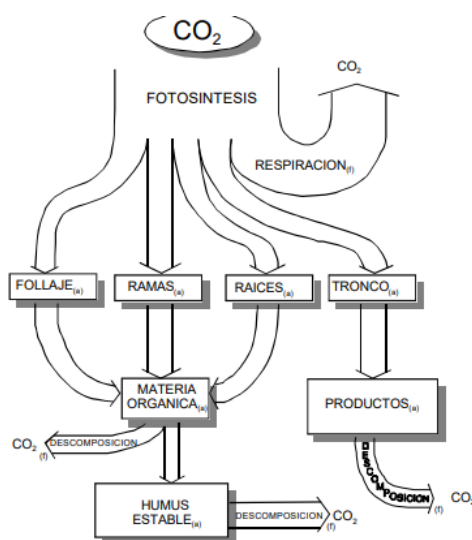 CO2
CO2
FOTOSINTESIS
RESPIRACION(f)
FOLLAJE(a)
RAMAS(a)
RAICES(a)
TRONCO(a)
MATERIA
ORGANICA(a)
PRODUCTOS(a)
CO2 (f)
DESCOMPOSICION
DESCOMPOSICION
(f)
CO2
HUMUS
ESTABLE(a)
DESCOMPOSICION
(f)
CO2